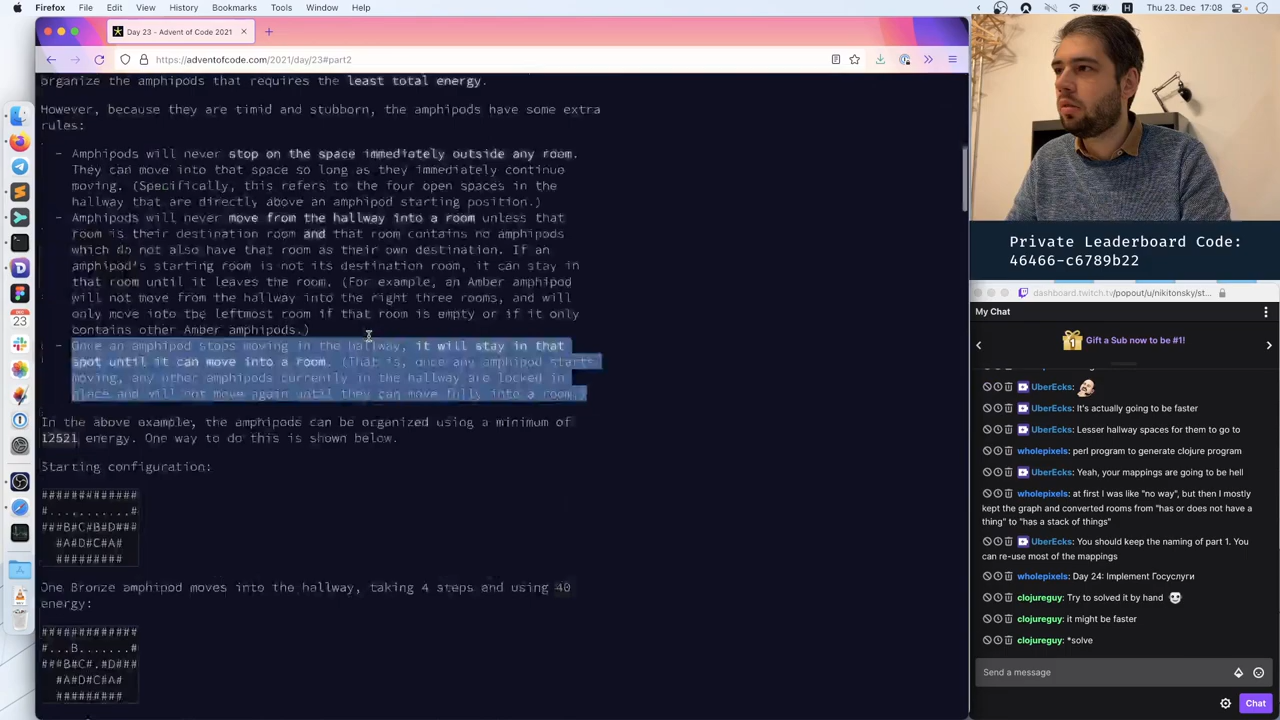 Firefox File Edit View History Bookmarks Tools Window Help
Thu 23. Dec 17:08
Day 23 - Advent of Code 2021
https://adventofcode.com/2021/day/23#part2
organize the amphipods that requires the least total energy.
However, because they are timid and stubborn, the amphipods have some extra
rules:
- Amphipods will never stop on the space immediately outside any room.
They can move into that space so long as they immediately continue
moving. (Specifically, this refers to the four open spaces in the
hallway that are directly above an amphipod starting position.)
- Amphipods will never move from the hallway into a room unless that
room is their destination room and that room contains no amphipods
which do not also have that room as their own destination. If an
amphipod's starting room is not its destination room, it can stay in
that room until it leaves the room. (For example, an Amber amphipod
will not move from the hallway into the right three rooms, and will
only move into the leftmost room if that room is empty or if it only
contains other Amber amphipods.)
- Once an amphipod stops moving in the hallway, it will stay in that
spot until it can move into a room. (That is, once any amphipod starts
moving, any other amphipods currently in the hallway are locked in
place and will not move again until they can move fully into a room.)
In the above example, the amphipods can be organized using a minimum of
12521 energy. One way to do this is shown below.
Starting configuration:
#############
#...........#
###B#C#B#D###
#A#D#C#A#
#########
One Bronze amphipod moves into the hallway, taking 4 steps and using 40
energy:
#############
#...B.......#
###B#C#.#D###
#A#D#C#A#
#########
Private Leaderboard Code:
46466-c6789b22
dashboard.twitch.tv/popout/u/nikitonsky/st...
My Chat
Gift a Sub now to be #1!
UberEcks:
UberEcks: It's actually going to be faster
UberEcks: Lesser hallway spaces for them to go to
wholepixels: perl program to generate clojure program
UberEcks: Yeah, your mappings are going to be hell
wholepixels: at first I was like "no way", but then I mostly
kept the graph and converted rooms from "has or does not have a
thing" to "has a stack of things"
UberEcks: You should keep the naming of part 1. You
can re-use most of the mappings
wholepixels: Day 24: Implement Госуслуги
clojureguy: Try to solved it by hand
clojureguy: it might be faster
clojureguy: *solve
Send a message
Chat